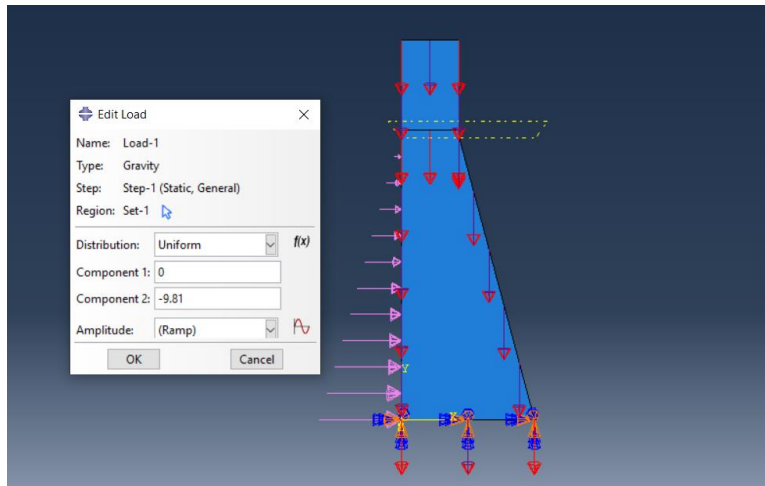 Edit Load
Name: Load-1
Type: Gravity
Step: Step-1 (Static, General)
Region: Set-1
Distribution: Uniform f(x)
Component 1: 0
Component 2: -9.81
Amplitude: (Ramp)
OK Cancel
Y
X